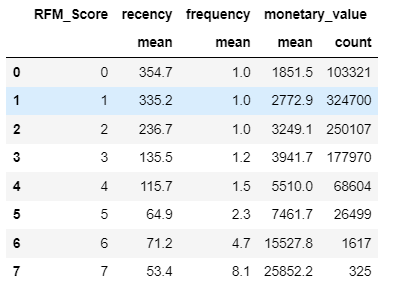 RFM_Score recency frequency monetary_value
mean mean mean count
0 0 354.7 1.0 1851.5 103321
1 1 335.2 1.0 2772.9 324700
2 2 236.7 1.0 3249.1 250107
3 3 135.5 1.2 3941.7 177970
4 4 115.7 1.5 5510.0 68604
5 5 64.9 2.3 7461.7 26499
6 6 71.2 4.7 15527.8 1617
7 7 53.4 8.1 25852.2 325